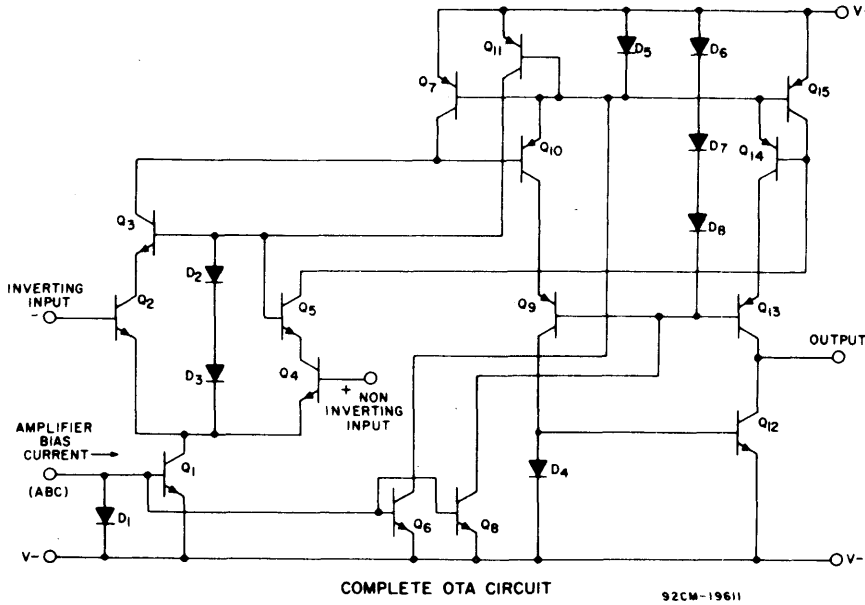 V
Q11
D5
D6
Q7
Q15
Q10
D7
Q14
Q3
D8
D2
INVERTING
INPUT
-
Q2
Q5
Q9
Q13
OUTPUT
D3
Q4
+
NON
INVERTING
INPUT
AMPLIFIER
BIAS
CURRENT →
(ABC)
Q1
Q12
D4
D1
Q6
Q8
V-
V-
COMPLETE OTA CIRCUIT
92CM-19611